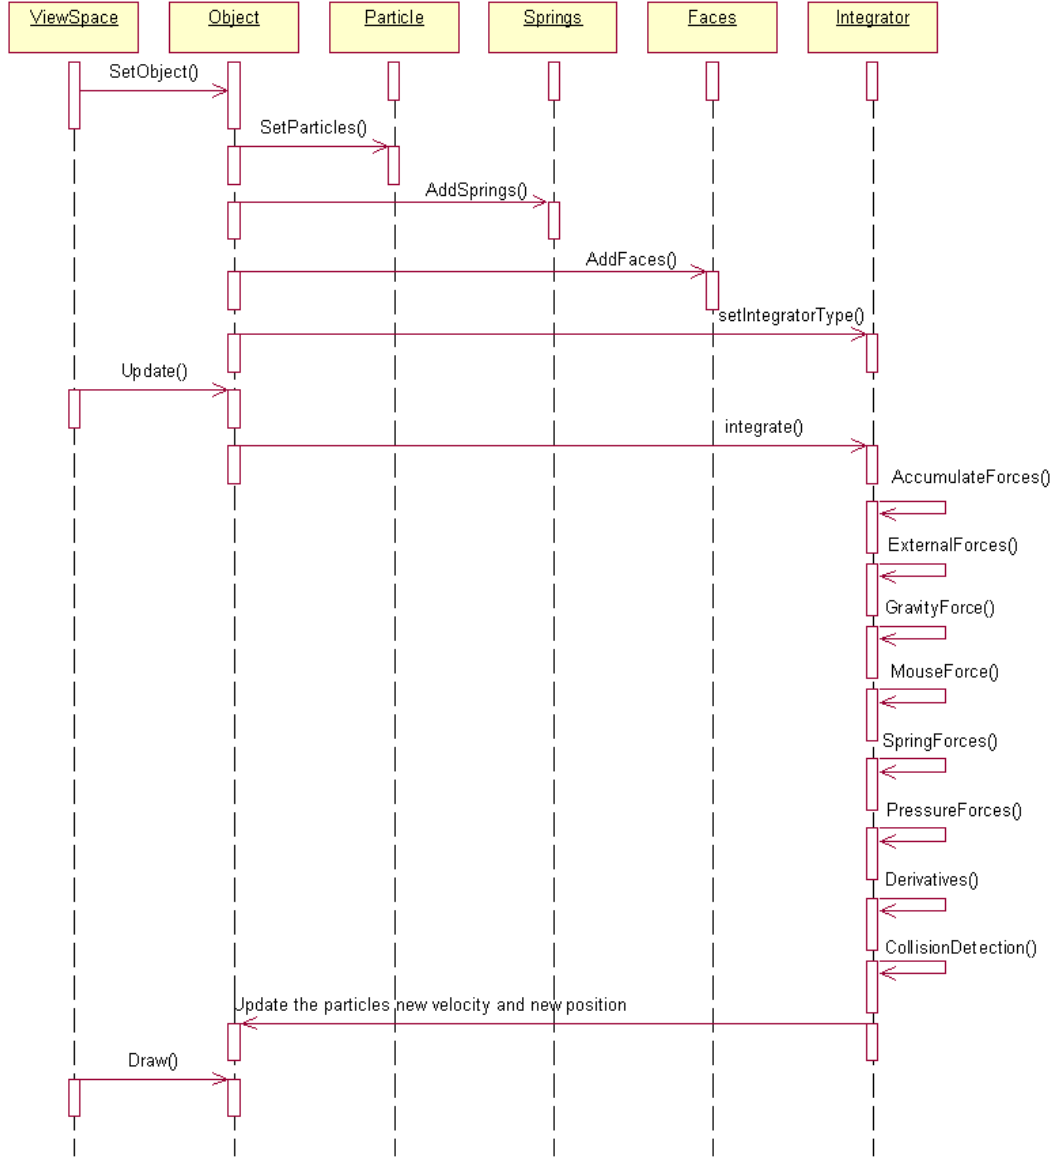 ViewSpace
Object
Particle
Springs
Faces
Integrator
SetObject()
SetParticles()
AddSprings()
AddFaces()
setIntegratorType()
Update()
integrate()
AccumulateForces()
ExternalForces()
GravityForce()
MouseForce()
SpringForces()
PressureForces()
Derivatives()
CollisionDetection()
Update the particles new velocity and new position
Draw()